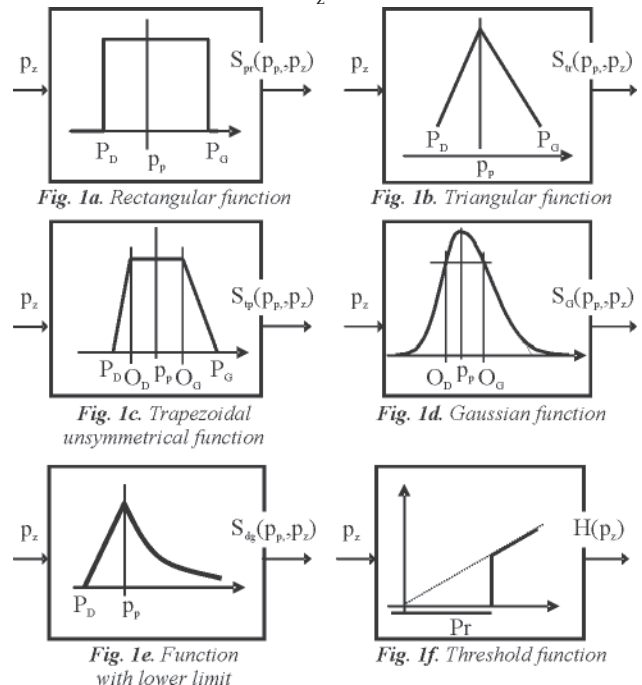 z
p_z
S_pr(p_p,,p_z)
P_D p_p P_G
Fig. 1a. Rectangular function
p_z
S_tr(p_p,,p_z)
P_D P_G
p_p
Fig. 1b. Triangular function
p_z
S_tp(p_p,,p_z)
P_D O_D p_p O_G P_G
Fig. 1c. Trapezoidal
unsymmetrical function
p_z
S_G(p_p,,p_z)
O_D p_p O_G
Fig. 1d. Gaussian function
p_z
S_dg(p_p,,p_z)
P_D p_p
Fig. 1e. Function
with lower limit
p_z
H(p_z)
Pr
Fig. 1f. Threshold function